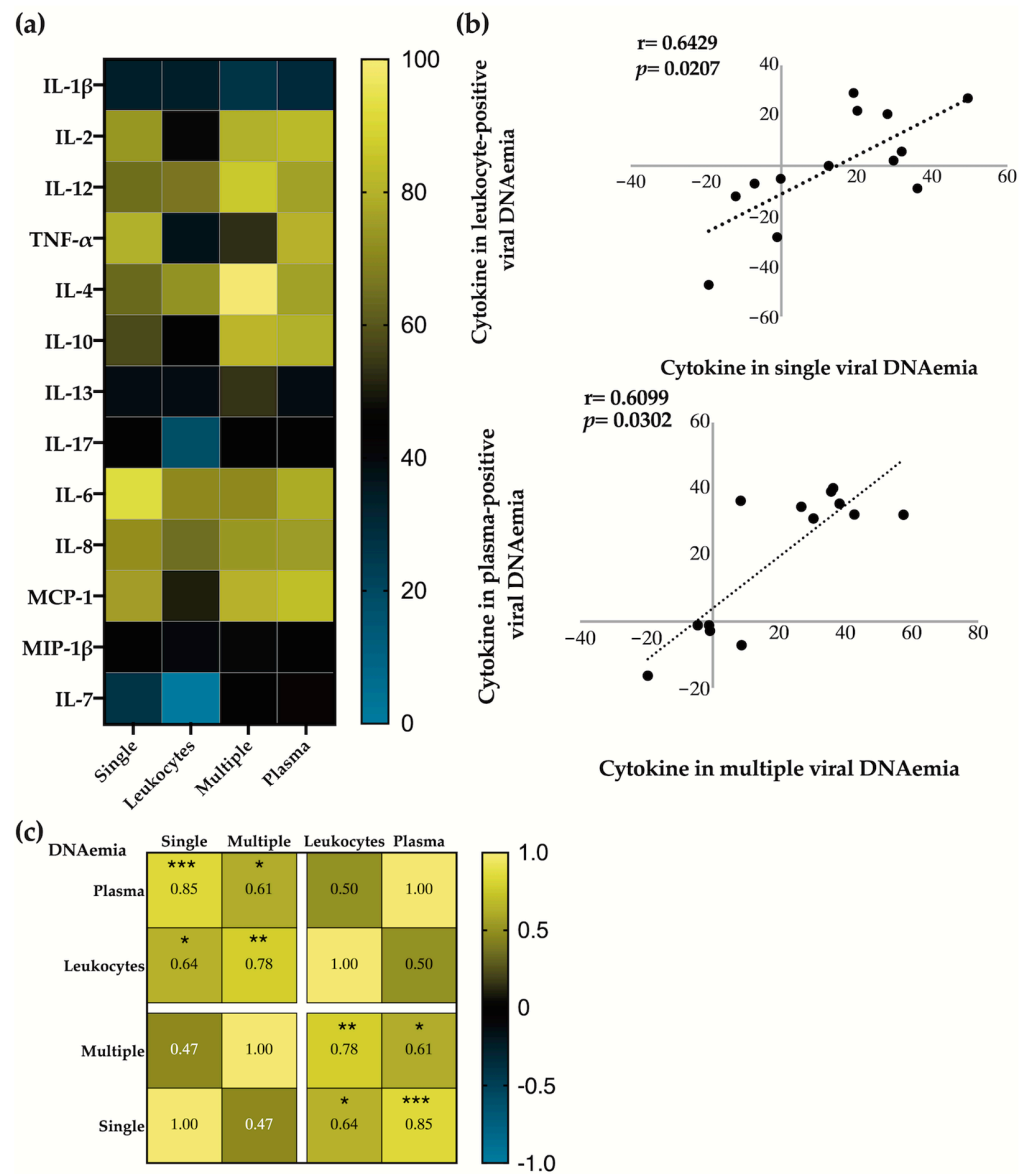 (a)
IL-1β
IL-2
IL-12
TNF-α
IL-4
IL-10
IL-13
IL-17
IL-6
IL-8
MCP-1
MIP-1β
IL-7
Single
Leukocytes
Multiple
Plasma
100
80
60
40
20
0
(b)
r= 0.6429
p= 0.0207
Cytokine in leukocyte-positive
viral DNAemia
40
20
−20
−40
−60
−40
−20
20
40
60
Cytokine in single viral DNAemia
r= 0.6099
p= 0.0302
Cytokine in plasma-positive
viral DNAemia
60
40
20
−20
−40
−20
20
40
60
80
Cytokine in multiple viral DNAemia
(c)
DNAemia
Single Multiple Leukocytes Plasma
Plasma
*** *
0.85 0.61 0.50 1.00
Leukocytes
* **
0.64 0.78 1.00 0.50
Multiple
** *
0.47 1.00 0.78 0.61
Single
* ***
1.00 0.47 0.64 0.85
1.0
0.5
0
-0.5
-1.0